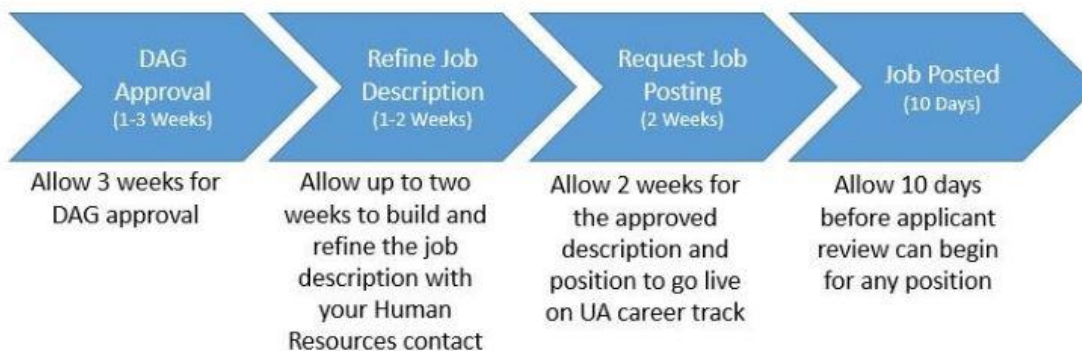 DAG
Approval
(1-3 Weeks)
Refine Job
Description
(1-2 Weeks)
Request Job
Posting
(2 Weeks)
Job Posted
(10 Days)
Allow 3 weeks for
DAG approval
Allow up to two
weeks to build and
refine the job
description with
your Human
Resources contact
Allow 2 weeks for
the approved
description and
position to go live
on UA career track
Allow 10 days
before applicant
review can begin
for any position